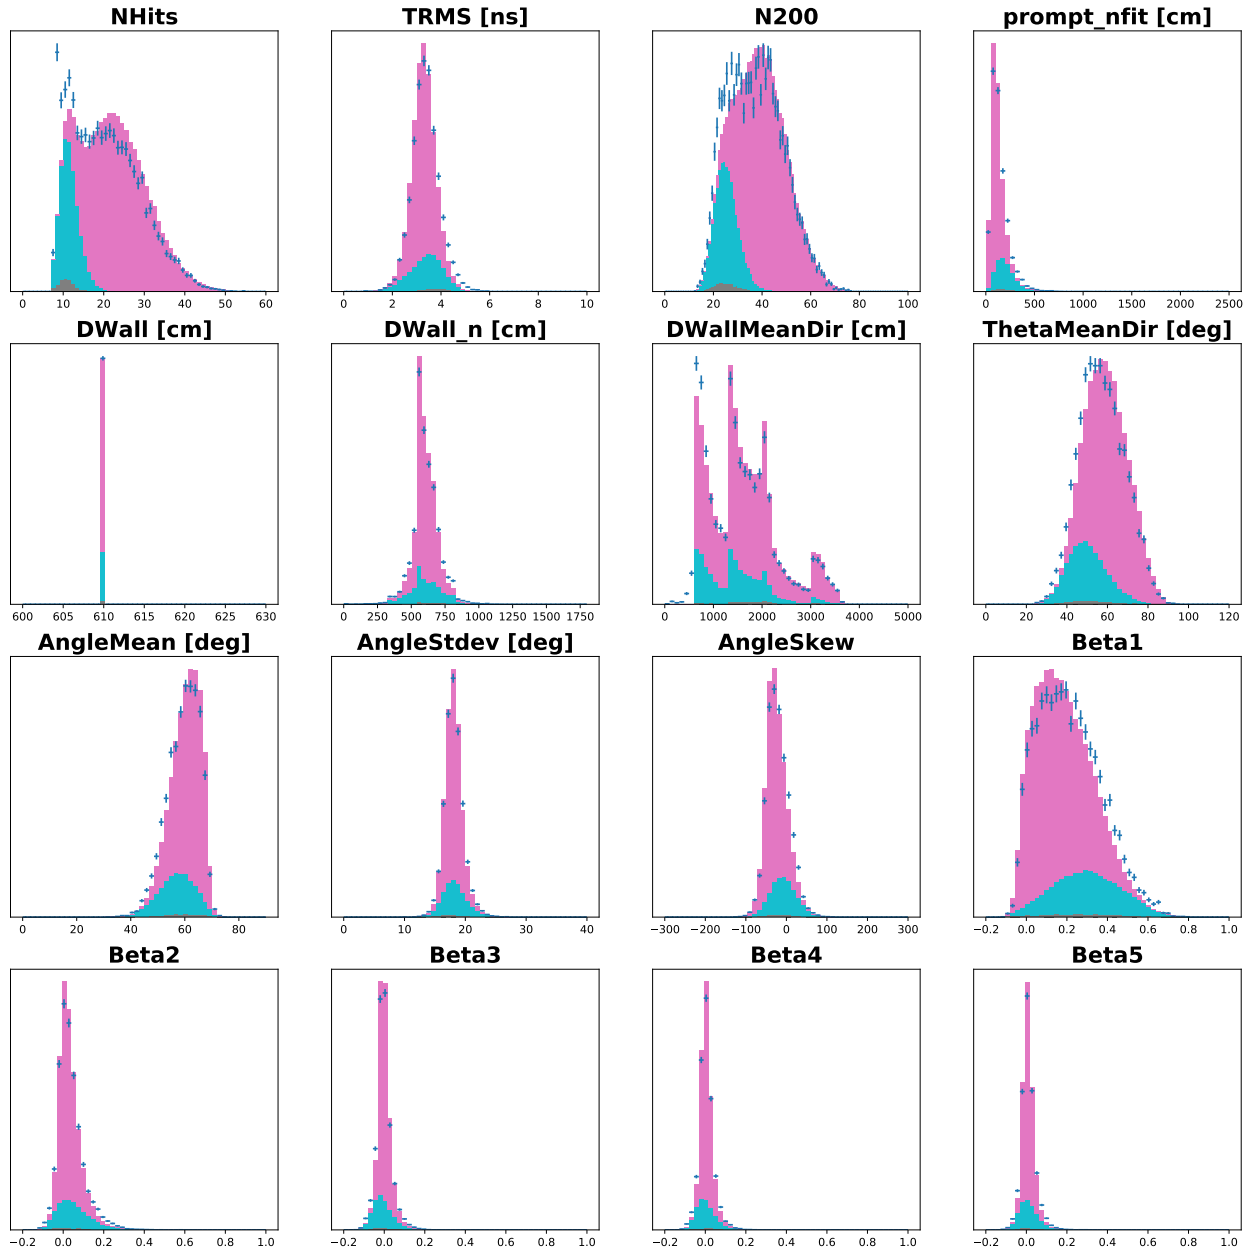 NHits TRMS [ns] N200 prompt_nfit [cm]
0 10 20 30 40 50 60 0 2 4 6 8 10 0 20 40 60 80 100 0 500 1000 1500 2000 2500
DWall [cm] DWall_n [cm] DWallMeanDir [cm] ThetaMeanDir [deg]
600 605 610 615 620 625 630 0 250 500 750 1000 1250 1500 1750 0 1000 2000 3000 4000 5000 0 20 40 60 80 100 120
AngleMean [deg] AngleStdev [deg] AngleSkew Beta1
0 20 40 60 80 0 10 20 30 40 −300 −200 −100 0 100 200 300 −0.2 0.0 0.2 0.4 0.6 0.8 1.0
Beta2 Beta3 Beta4 Beta5
−0.2 0.0 0.2 0.4 0.6 0.8 1.0 −0.2 0.0 0.2 0.4 0.6 0.8 1.0 −0.2 0.0 0.2 0.4 0.6 0.8 1.0 −0.2 0.0 0.2 0.4 0.6 0.8 1.0